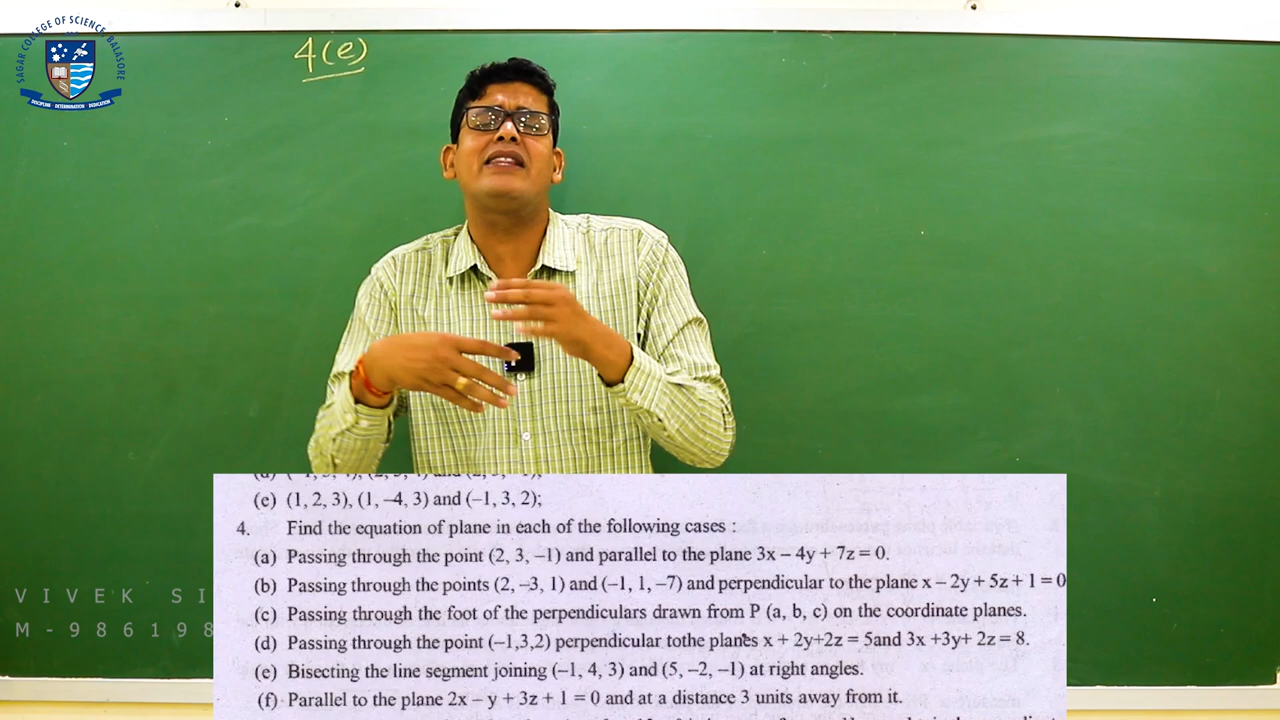 SAGAR COLLEGE OF SCIENCE, BALASORE
DISCIPLINE DETERMINATION DEDICATION
4(e)
(e) (1, 2, 3), (1, –4, 3) and (–1, 3, 2);
4. Find the equation of plane in each of the following cases :
(a) Passing through the point (2, 3, –1) and parallel to the plane 3x – 4y + 7z = 0.
(b) Passing through the points (2, –3, 1) and (–1, 1, –7) and perpendicular to the plane x – 2y + 5z + 1 = 0
(c) Passing through the foot of the perpendiculars drawn from P (a, b, c) on the coordinate planes.
(d) Passing through the point (–1,3,2) perpendicular tothe planes x + 2y+2z = 5and 3x +3y+ 2z = 8.
(e) Bisecting the line segment joining (–1, 4, 3) and (5, –2, –1) at right angles.
(f) Parallel to the plane 2x – y + 3z + 1 = 0 and at a distance 3 units away from it.
VIVEK SI
M-986198